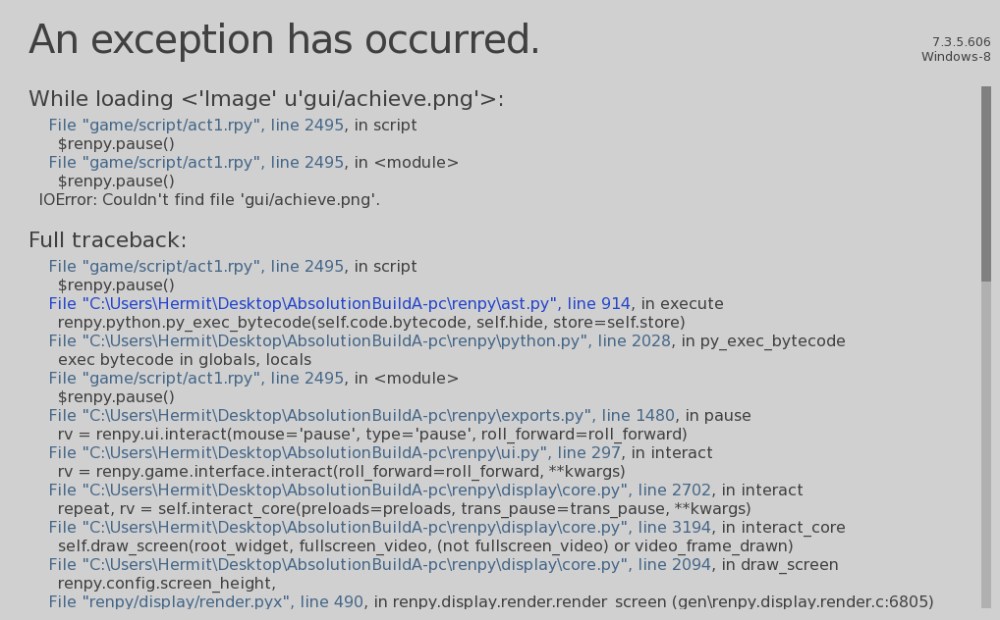 An exception has occurred.
7.3.5.606
Windows-8
While loading <'Image' u'gui/achieve.png'>:
File "game/script/act1.rpy", line 2495, in script
$renpy.pause()
File "game/script/act1.rpy", line 2495, in <module>
$renpy.pause()
IOError: Couldn't find file 'gui/achieve.png'.
Full traceback:
File "game/script/act1.rpy", line 2495, in script
$renpy.pause()
File "C:\Users\Hermit\Desktop\AbsolutionBuildA-pc\renpy\ast.py", line 914, in execute
renpy.python.py_exec_bytecode(self.code.bytecode, self.hide, store=self.store)
File "C:\Users\Hermit\Desktop\AbsolutionBuildA-pc\renpy\python.py", line 2028, in py_exec_bytecode
exec bytecode in globals, locals
File "game/script/act1.rpy", line 2495, in <module>
$renpy.pause()
File "C:\Users\Hermit\Desktop\AbsolutionBuildA-pc\renpy\exports.py", line 1480, in pause
rv = renpy.ui.interact(mouse='pause', type='pause', roll_forward=roll_forward)
File "C:\Users\Hermit\Desktop\AbsolutionBuildA-pc\renpy\ui.py", line 297, in interact
rv = renpy.game.interface.interact(roll_forward=roll_forward, **kwargs)
File "C:\Users\Hermit\Desktop\AbsolutionBuildA-pc\renpy\display\core.py", line 2702, in interact
repeat, rv = self.interact_core(preloads=preloads, trans_pause=trans_pause, **kwargs)
File "C:\Users\Hermit\Desktop\AbsolutionBuildA-pc\renpy\display\core.py", line 3194, in interact_core
self.draw_screen(root_widget, fullscreen_video, (not fullscreen_video) or video_frame_drawn)
File "C:\Users\Hermit\Desktop\AbsolutionBuildA-pc\renpy\display\core.py", line 2094, in draw_screen
renpy.config.screen_height,
File "renpy/display/render.pyx", line 490, in renpy.display.render.render_screen (gen\renpy.display.render.c:6805)